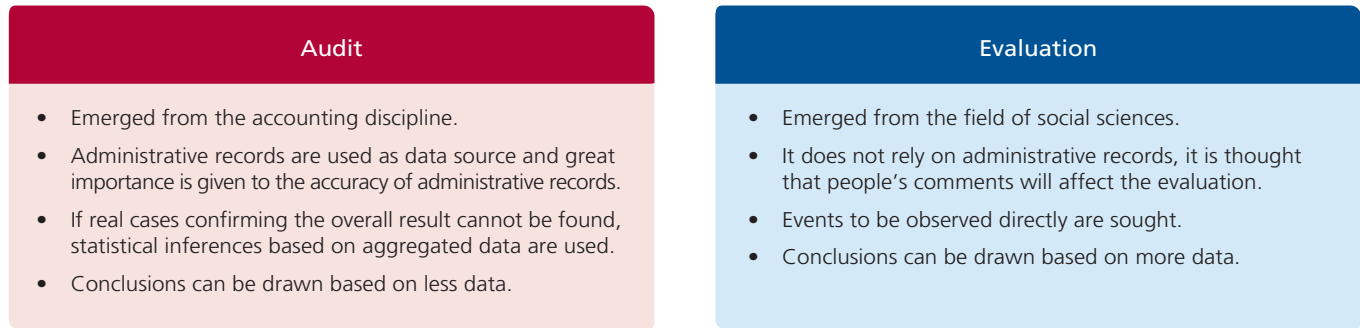 Audit
• Emerged from the accounting discipline.
• Administrative records are used as data source and great
importance is given to the accuracy of administrative records.
• If real cases confirming the overall result cannot be found,
statistical inferences based on aggregated data are used.
• Conclusions can be drawn based on less data.
Evaluation
• Emerged from the field of social sciences.
• It does not rely on administrative records, it is thought
that people’s comments will affect the evaluation.
• Events to be observed directly are sought.
• Conclusions can be drawn based on more data.